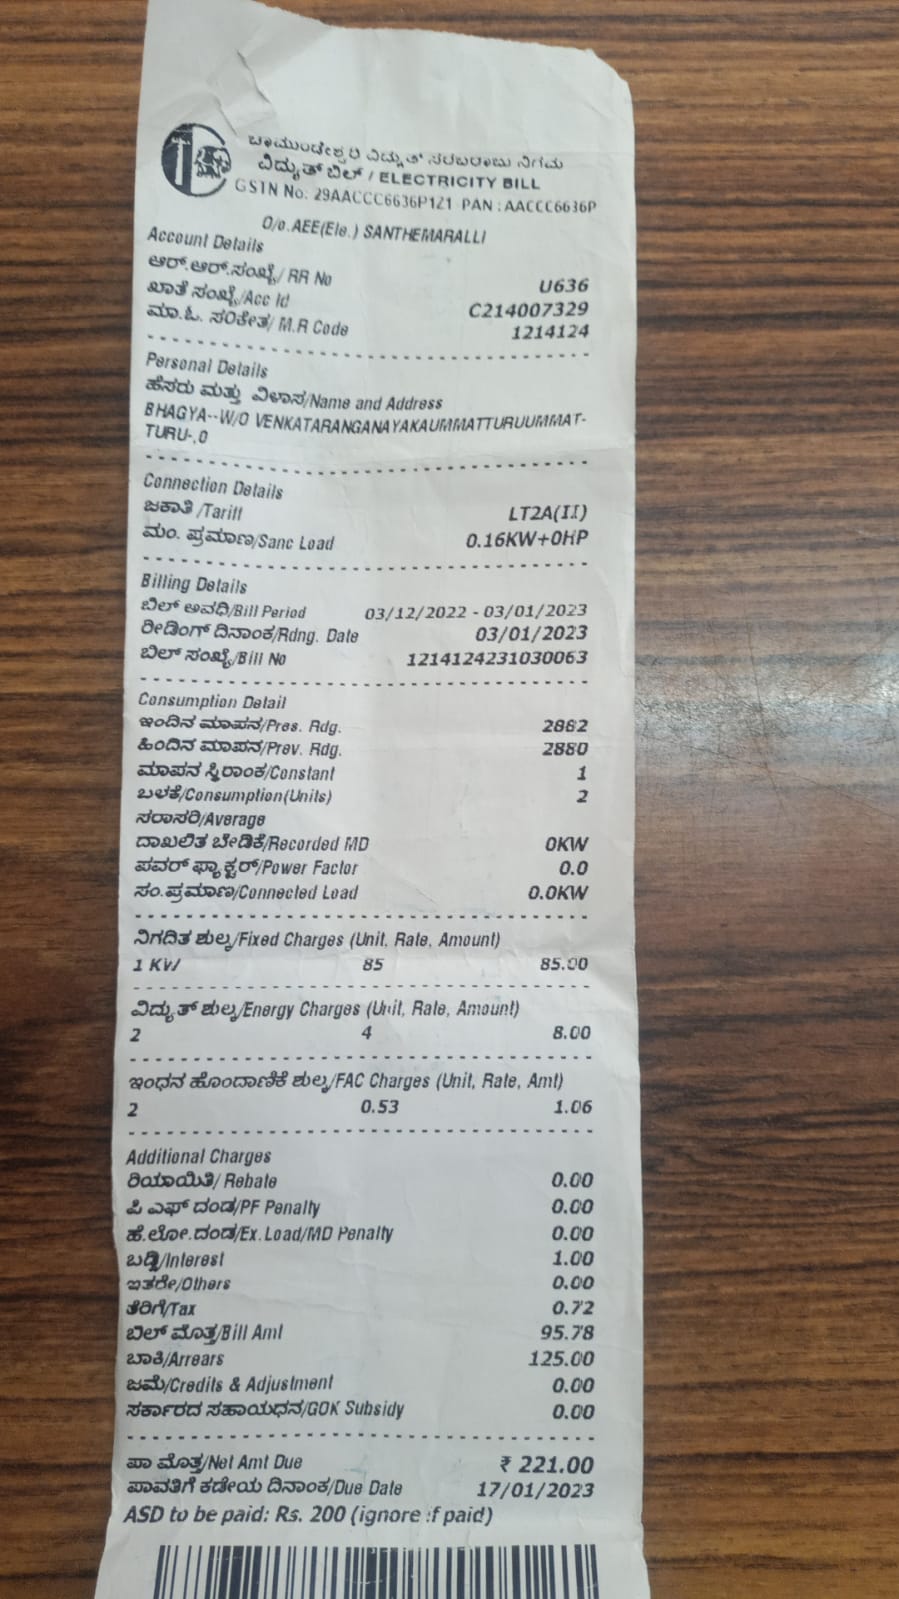 ಚಾಮುಂಡೇಶ್ವರಿ ವಿದ್ಯುತ್ ಸರಬರಾಜು ನಿಗಮ
ವಿದ್ಯುತ್ ಬಿಲ್ / ELECTRICITY BILL
GSTN No: 29AACCC6636P1Z1 PAN : AACCC6636P
O/o.AEE(Ele.) SANTHEMARALLI
Account Details
ಆರ್.ಆರ್.ಸಂಖ್ಯೆ/ RR No U636
ಖಾತೆ ಸಂಖ್ಯೆ/Acc Id C214007329
ಮಾ.ಓ. ಸಂಕೇತ/ M.R Code 1214124
Personal Details
ಹೆಸರು ಮತ್ತು ವಿಳಾಸ/Name and Address
BHAGYA--W/O VENKATARANGANAYAKAUMMATTURUUMMAT-
TURU-,0
Connection Details
ಜಕಾತಿ /Tariff LT2A(II)
ಮಂ. ಪ್ರಮಾಣ/Sanc Load 0.16KW+0HP
Billing Details
ಬಿಲ್ ಅವಧಿ/Bill Period 03/12/2022 - 03/01/2023
ರೀಡಿಂಗ್ ದಿನಾಂಕ/Rdng. Date 03/01/2023
ಬಿಲ್ ಸಂಖ್ಯೆ/Bill No 1214124231030063
Consumption Detail
ಇಂದಿನ ಮಾಪನ/Pres. Rdg. 2882
ಹಿಂದಿನ ಮಾಪನ/Prev. Rdg. 2880
ಮಾಪನ ಸ್ಥಿರಾಂಕ/Constant 1
ಬಳಕೆ/Consumption(Units) 2
ಸರಾಸರಿ/Average
ದಾಖಲಿತ ಬೇಡಿಕೆ/Recorded MD 0KW
ಪವರ್ ಫ್ಯಾಕ್ಟರ್/Power Factor 0.0
ಸಂ.ಪ್ರಮಾಣ/Connected Load 0.0KW
ನಿಗದಿತ ಶುಲ್ಕ/Fixed Charges (Unit, Rate, Amount)
1 KW 85 85.00
ವಿದ್ಯುತ್ ಶುಲ್ಕ/Energy Charges (Unit, Rate, Amount)
2 4 8.00
ಇಂಧನ ಹೊಂದಾಣಿಕೆ ಶುಲ್ಕ/FAC Charges (Unit, Rate, Amt)
2 0.53 1.06
Additional Charges
ರಿಯಾಯಿತಿ/ Rebate 0.00
ಪಿ ಎಫ್ ದಂಡ/PF Penalty 0.00
ಹೆ.ಲೋ.ದಂಡ/Ex.Load/MD Penalty 0.00
ಬಡ್ಡಿ/Interest 1.00
ಇತರೇ/Others 0.00
ತೆರಿಗೆ/Tax 0.72
ಬಿಲ್ ಮೊತ್ತ/Bill Amt 95.78
ಬಾಕಿ/Arrears 125.00
ಜಮೆ/Credits & Adjustment 0.00
ಸರ್ಕಾರದ ಸಹಾಯಧನ/GOK Subsidy 0.00
ಪಾ ಮೊತ್ತ/Net Amt Due ₹ 221.00
ಪಾವತಿಗೆ ಕಡೇಯ ದಿನಾಂಕ/Due Date 17/01/2023
ASD to be paid: Rs. 200 (ignore if paid)